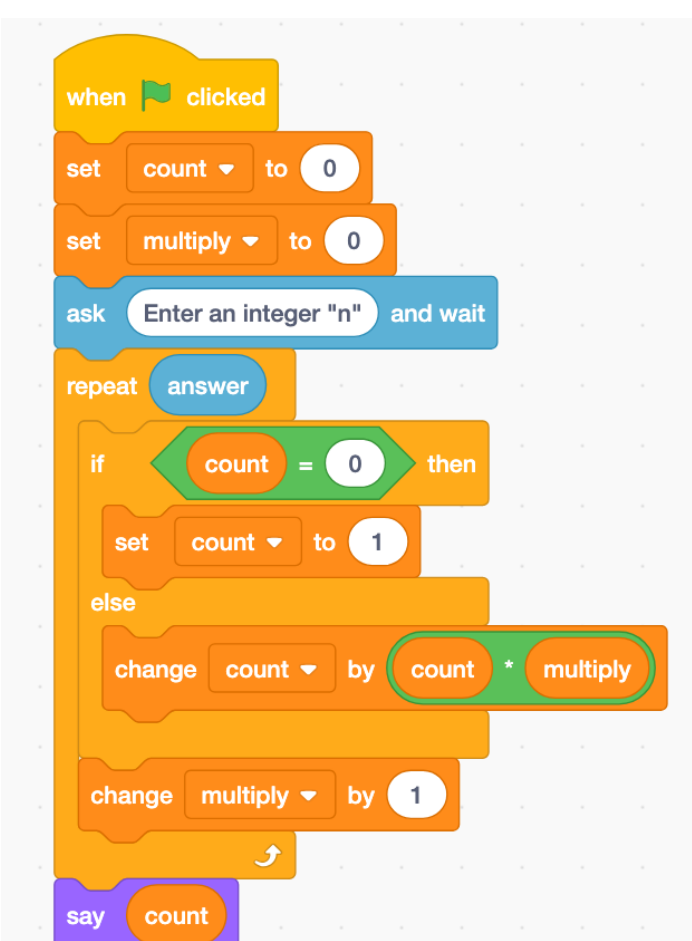 when clicked
set count to 0
set multiply to 0
ask Enter an integer "n" and wait
repeat answer
if count = 0 then
set count to 1
else
change count by count * multiply
change multiply by 1
say count